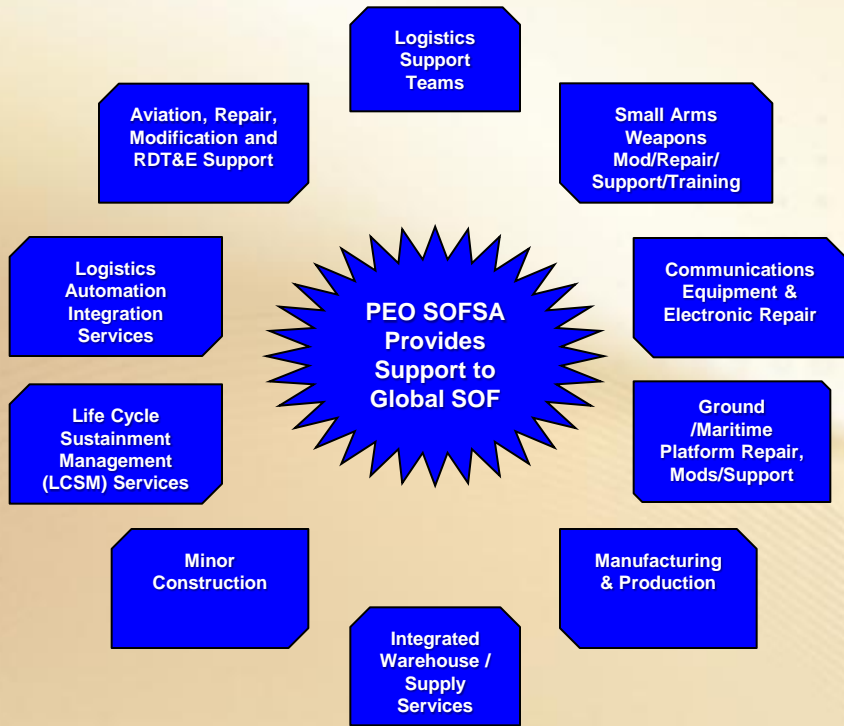 Logistics
Support
Teams
Aviation, Repair,
Modification and
RDT&E Support
Small Arms
Weapons
Mod/Repair/
Support/Training
Logistics
Automation
Integration
Services
PEO SOFSA
Provides
Support to
Global SOF
Communications
Equipment &
Electronic Repair
Life Cycle
Sustainment
Management
(LCSM) Services
Ground
/Maritime
Platform Repair,
Mods/Support
Minor
Construction
Manufacturing
& Production
Integrated
Warehouse /
Supply
Services